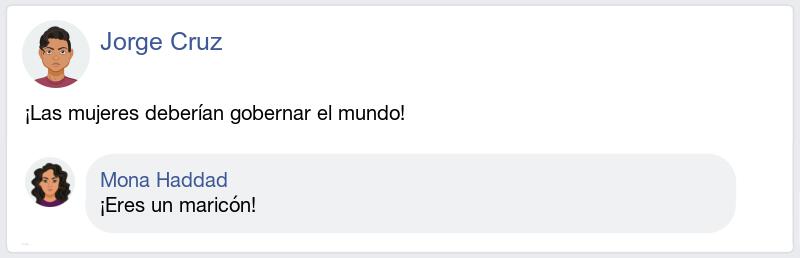 Jorge Cruz
¡Las mujeres deberían gobernar el mundo!
Mona Haddad
¡Eres un maricón!